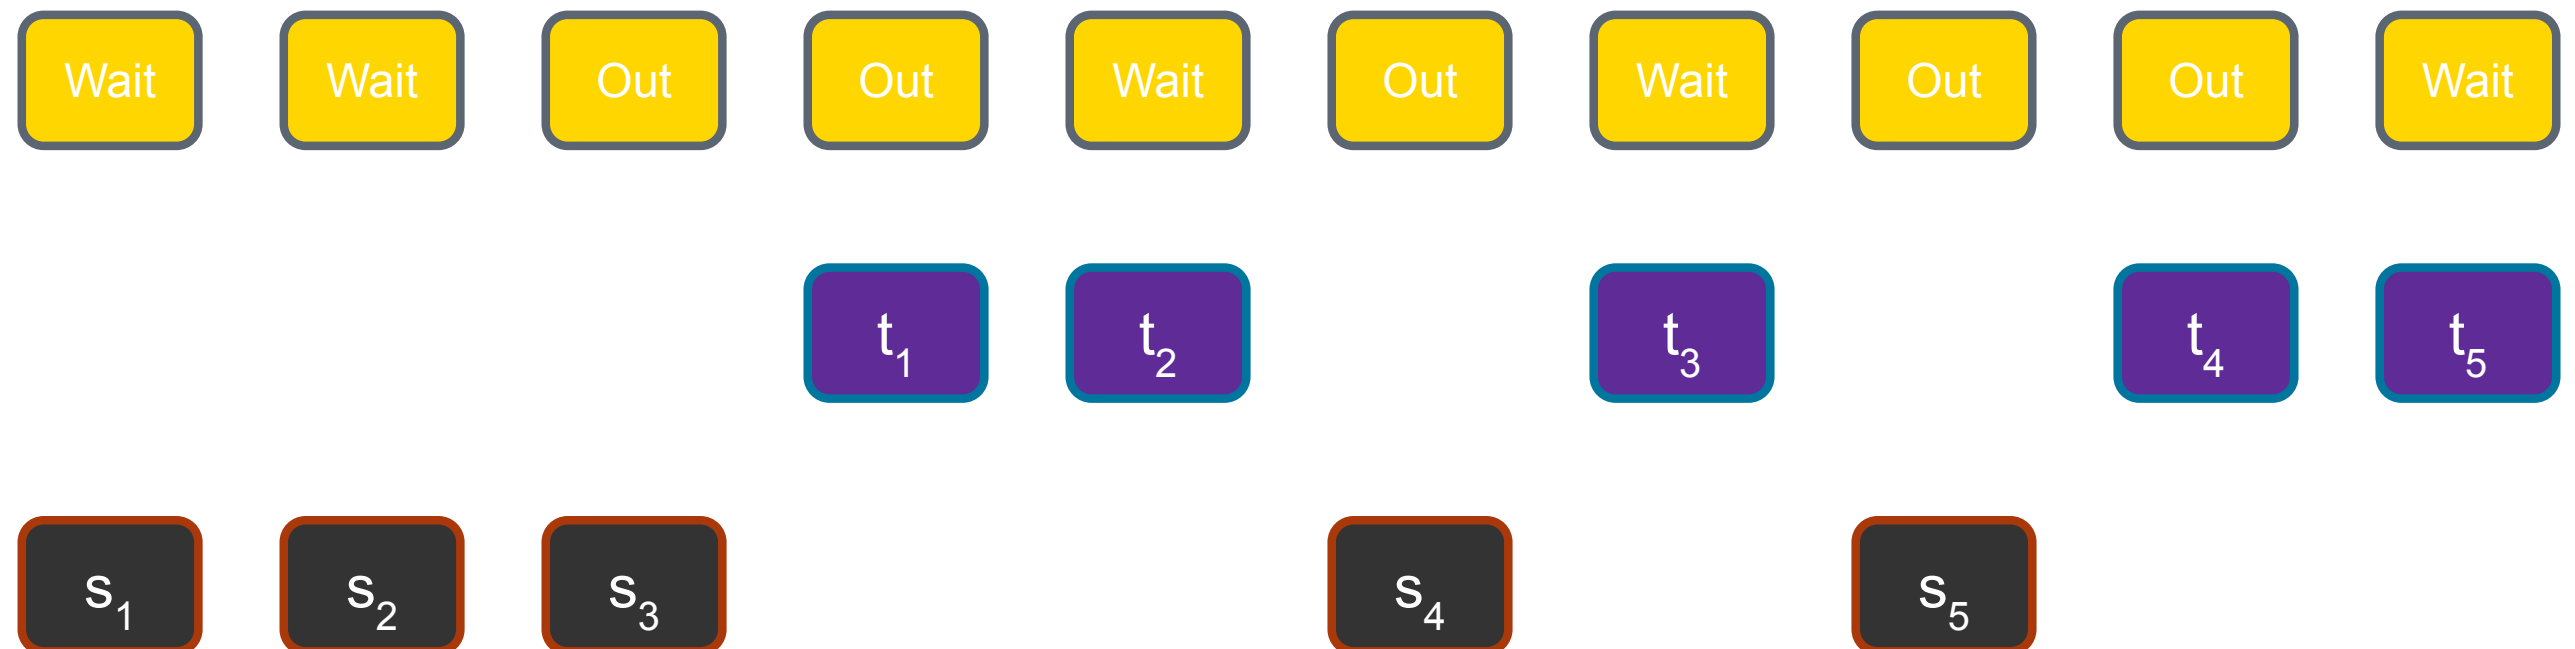 Wait Wait Out Out Wait Out Wait Out Out Wait
t₁ t₂ t₃ t₄ t₅
s₁ s₂ s₃ s₄ s₅